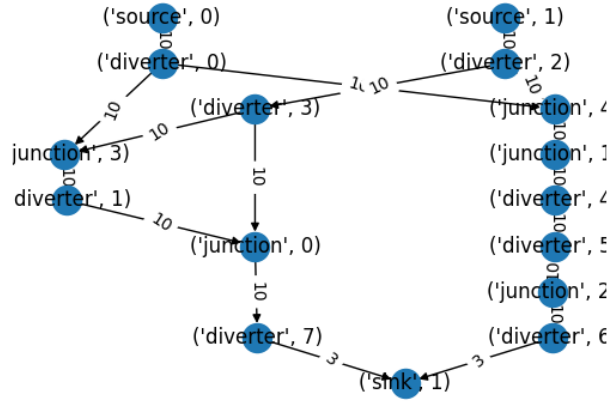 ('source', 0) ('source', 1)
10 10
('diverter', 0) ('diverter', 2)
10 10 10
10 ('diverter', 3) ('junction', 4
10 10
junction', 3) ('junction', 1
10 10 10
diverter', 1) ('diverter', 4
10 10
('junction', 0) ('diverter', 5
10 10
('junction', 2
10
('diverter', 7) ('diverter', 6
3 3
('sink', 1)